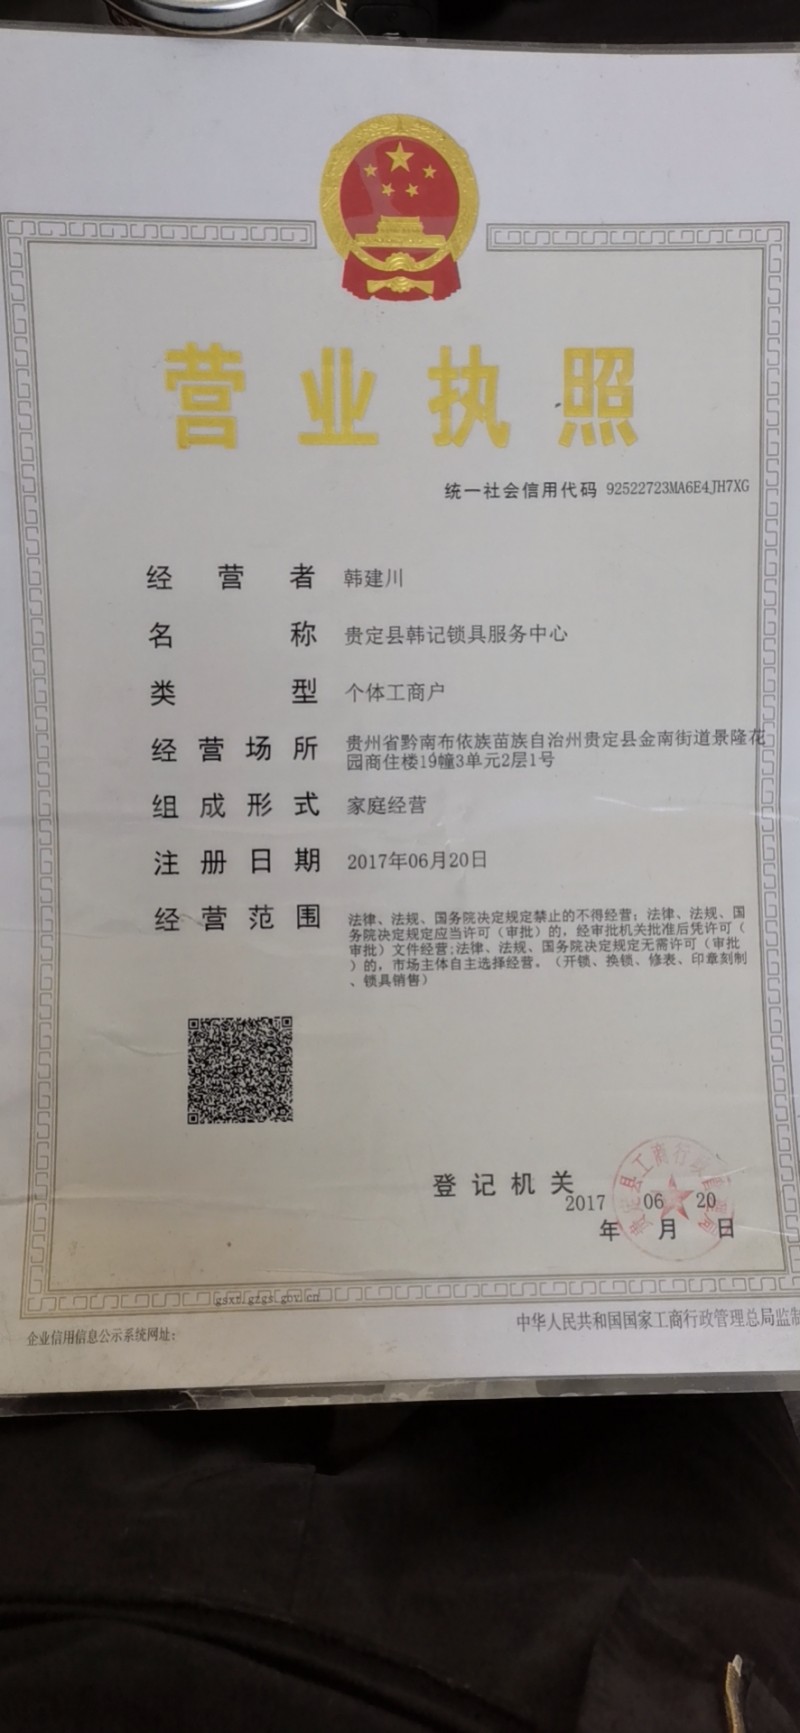 营业执照
统一社会信用代码 92522723MA6E4JH7XG
经营者 韩建川
名称 贵定县韩记锁具服务中心
类型 个体工商户
经营场所 贵州省黔南布依族苗族自治州贵定县金南街道景隆花
园商住楼19幢3单元2层1号
组成形式 家庭经营
注册日期 2017年06月20日
经营范围 法律、法规、国务院决定规定禁止的不得经营；法律、法规、国
务院决定规定应当许可（审批）的，经审批机关批准后凭许可（
审批）文件经营;法律、法规、国务院决定规定无需许可（审批
）的，市场主体自主选择经营。（开锁、换锁、修表、印章刻制
、锁具销售）
登记机关
2017 06 20
年 月 日
gsxt.gzgs.gov.cn
企业信用信息公示系统网址：
中华人民共和国国家工商行政管理总局监制